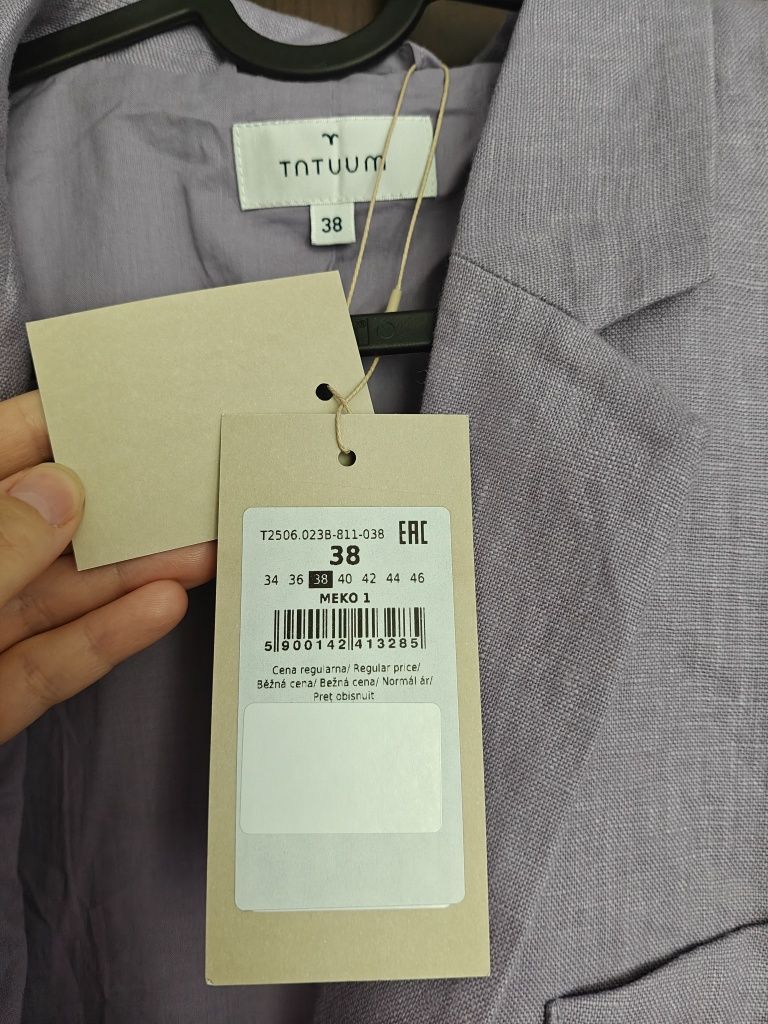 TATUUM
38
T2506.023B-811-038 EAC
38
34 36 38 40 42 44 46
MEKO 1
5 900142 413285
Cena regularna/ Regular price/
Běžná cena/ Bežná cena/ Normál ár/
Preț obisnuit